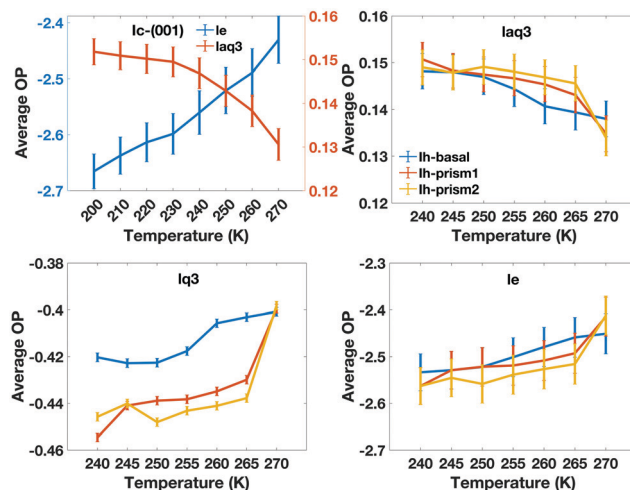 Ic-(001)
Ie
Iaq3
Average OP
-2.4
-2.5
-2.6
-2.7
0.16
0.15
0.14
0.13
0.12
200 210 220 230 240 250 260 270
Temperature (K)
Iaq3
Average OP
0.16
0.15
0.14
0.13
0.12
Ih-basal
Ih-prism1
Ih-prism2
240 245 250 255 260 265 270
Temperature (K)
Iq3
Average OP
-0.38
-0.4
-0.42
-0.44
-0.46
240 245 250 255 260 265 270
Temperature (K)
Ie
Average OP
-2.3
-2.4
-2.5
-2.6
-2.7
240 245 250 255 260 265 270
Temperature (K)